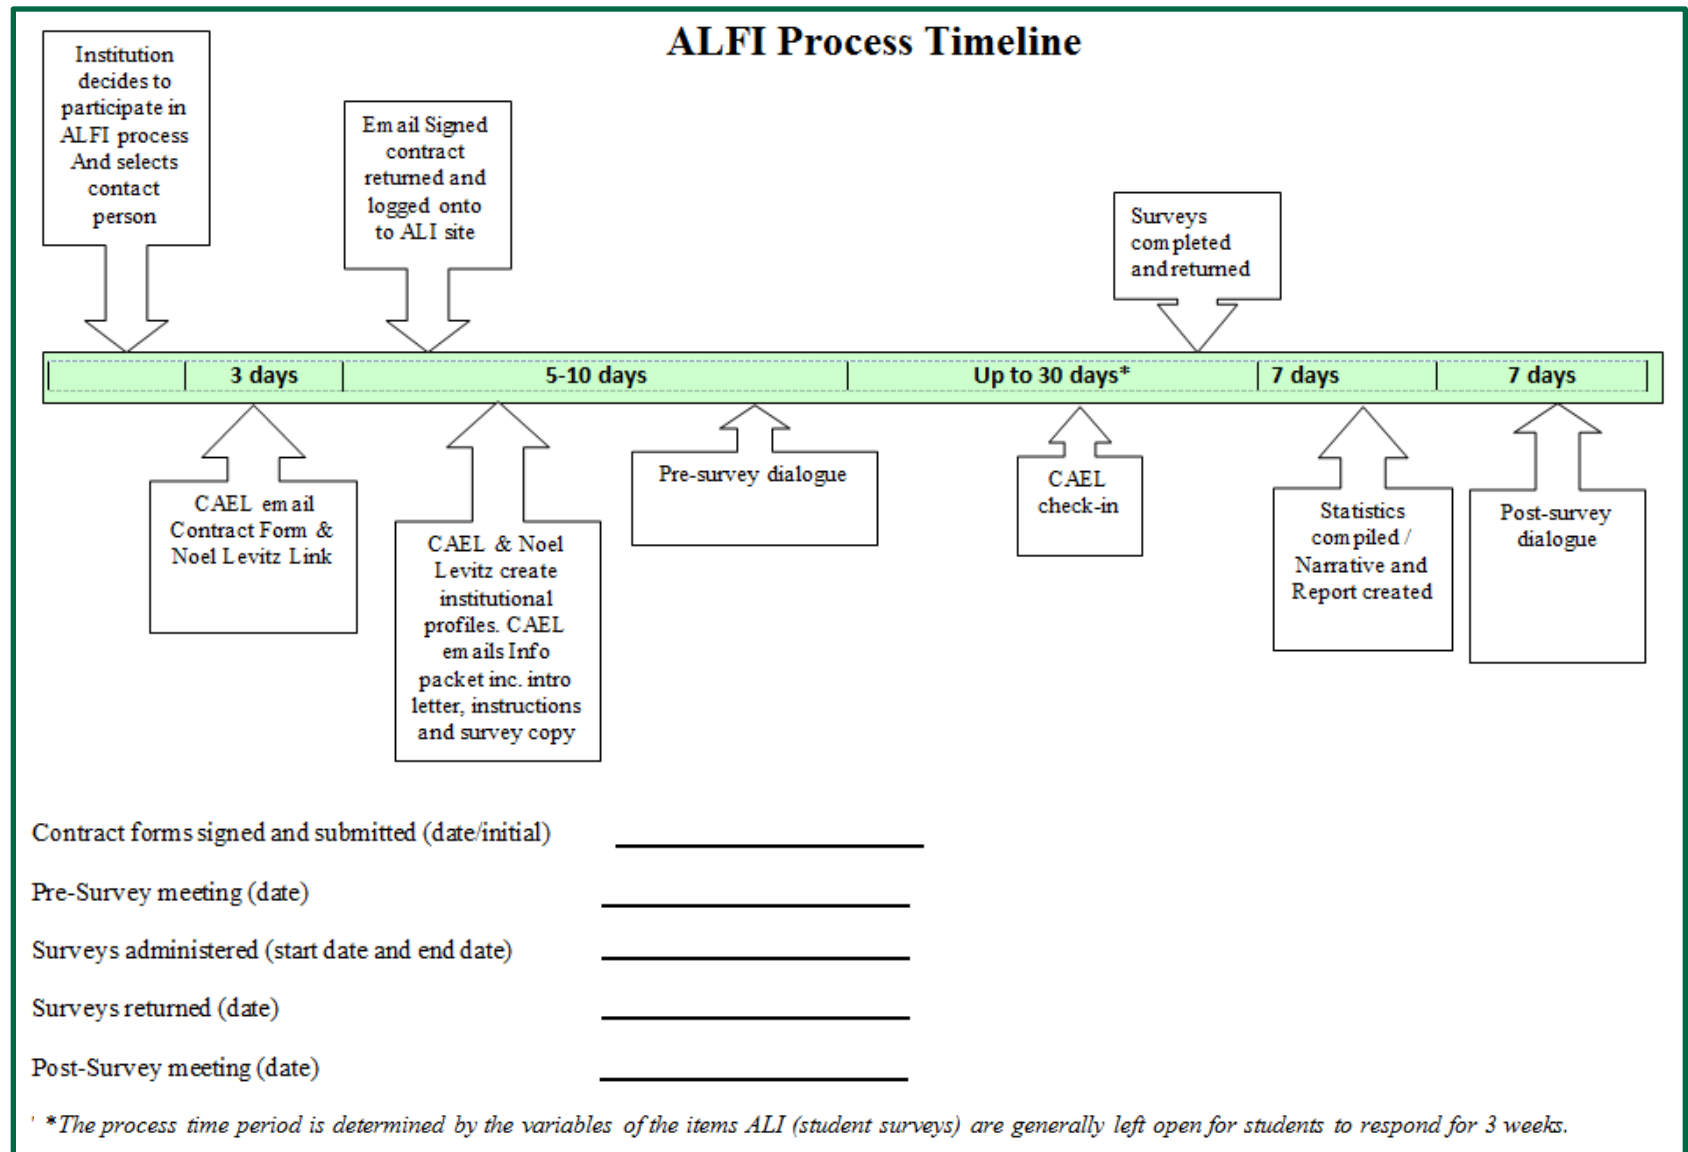 ALFI Process Timeline
Institution
decides to
participate in
ALFI process
And selects
contact
person
Email Signed
contract
returned and
logged onto
to ALI site
Surveys
completed
and returned
3 days
5-10 days
Up to 30 days*
7 days
7 days
CAEL email
Contract Form &
Noel Levitz Link
CAEL & Noel
Levitz create
institutional
profiles. CAEL
emails Info
packet inc. intro
letter, instructions
and survey copy
Pre-survey dialogue
CAEL
check-in
Statistics
compiled /
Narrative and
Report created
Post-survey
dialogue
Contract forms signed and submitted (date/initial)
Pre-Survey meeting (date)
Surveys administered (start date and end date)
Surveys returned (date)
Post-Survey meeting (date)
' *The process time period is determined by the variables of the items ALI (student surveys) are generally left open for students to respond for 3 weeks.